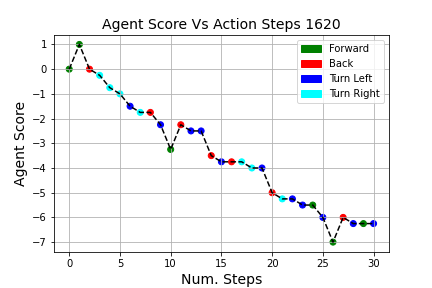 Agent Score Vs Action Steps 1620
Agent Score
1
0
−1
−2
−3
−4
−5
−6
−7
Forward
Back
Turn Left
Turn Right
0 5 10 15 20 25 30
Num. Steps